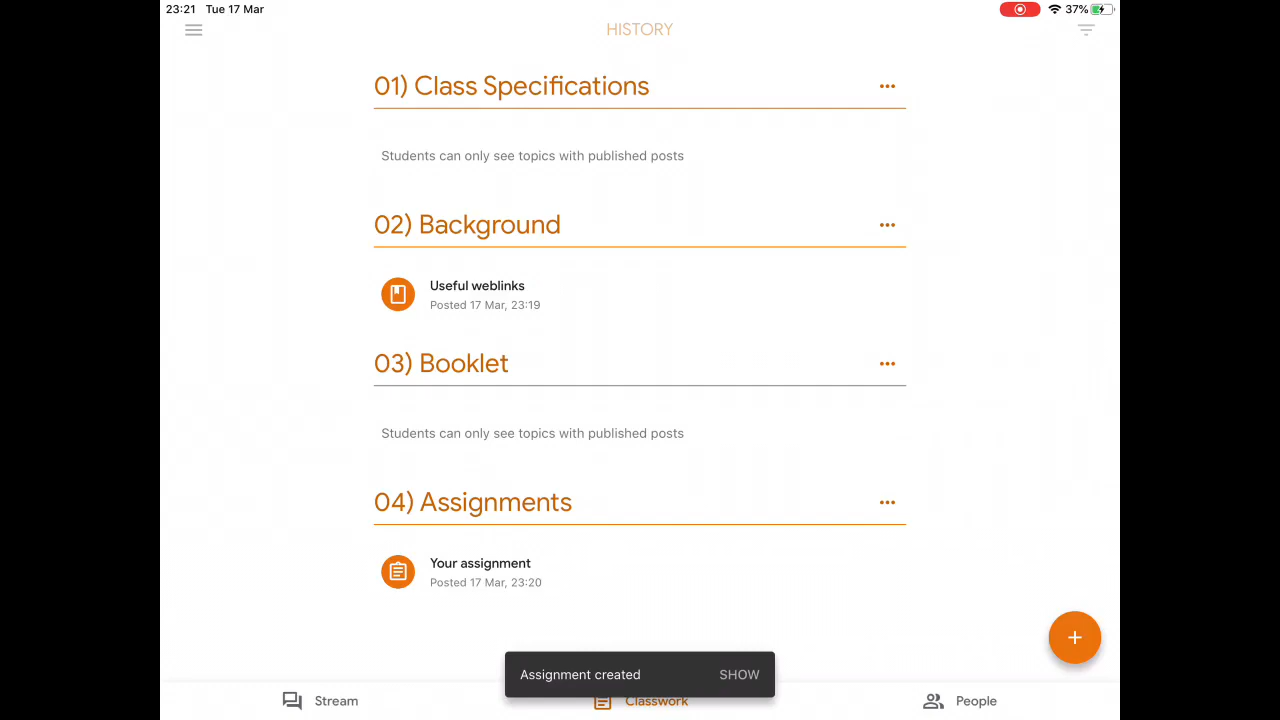 23:21 Tue 17 Mar 37%
HISTORY
01) Class Specifications
Students can only see topics with published posts
02) Background
Useful weblinks
Posted 17 Mar, 23:19
03) Booklet
Students can only see topics with published posts
04) Assignments
Your assignment
Posted 17 Mar, 23:20
Assignment created SHOW
Stream Classwork People